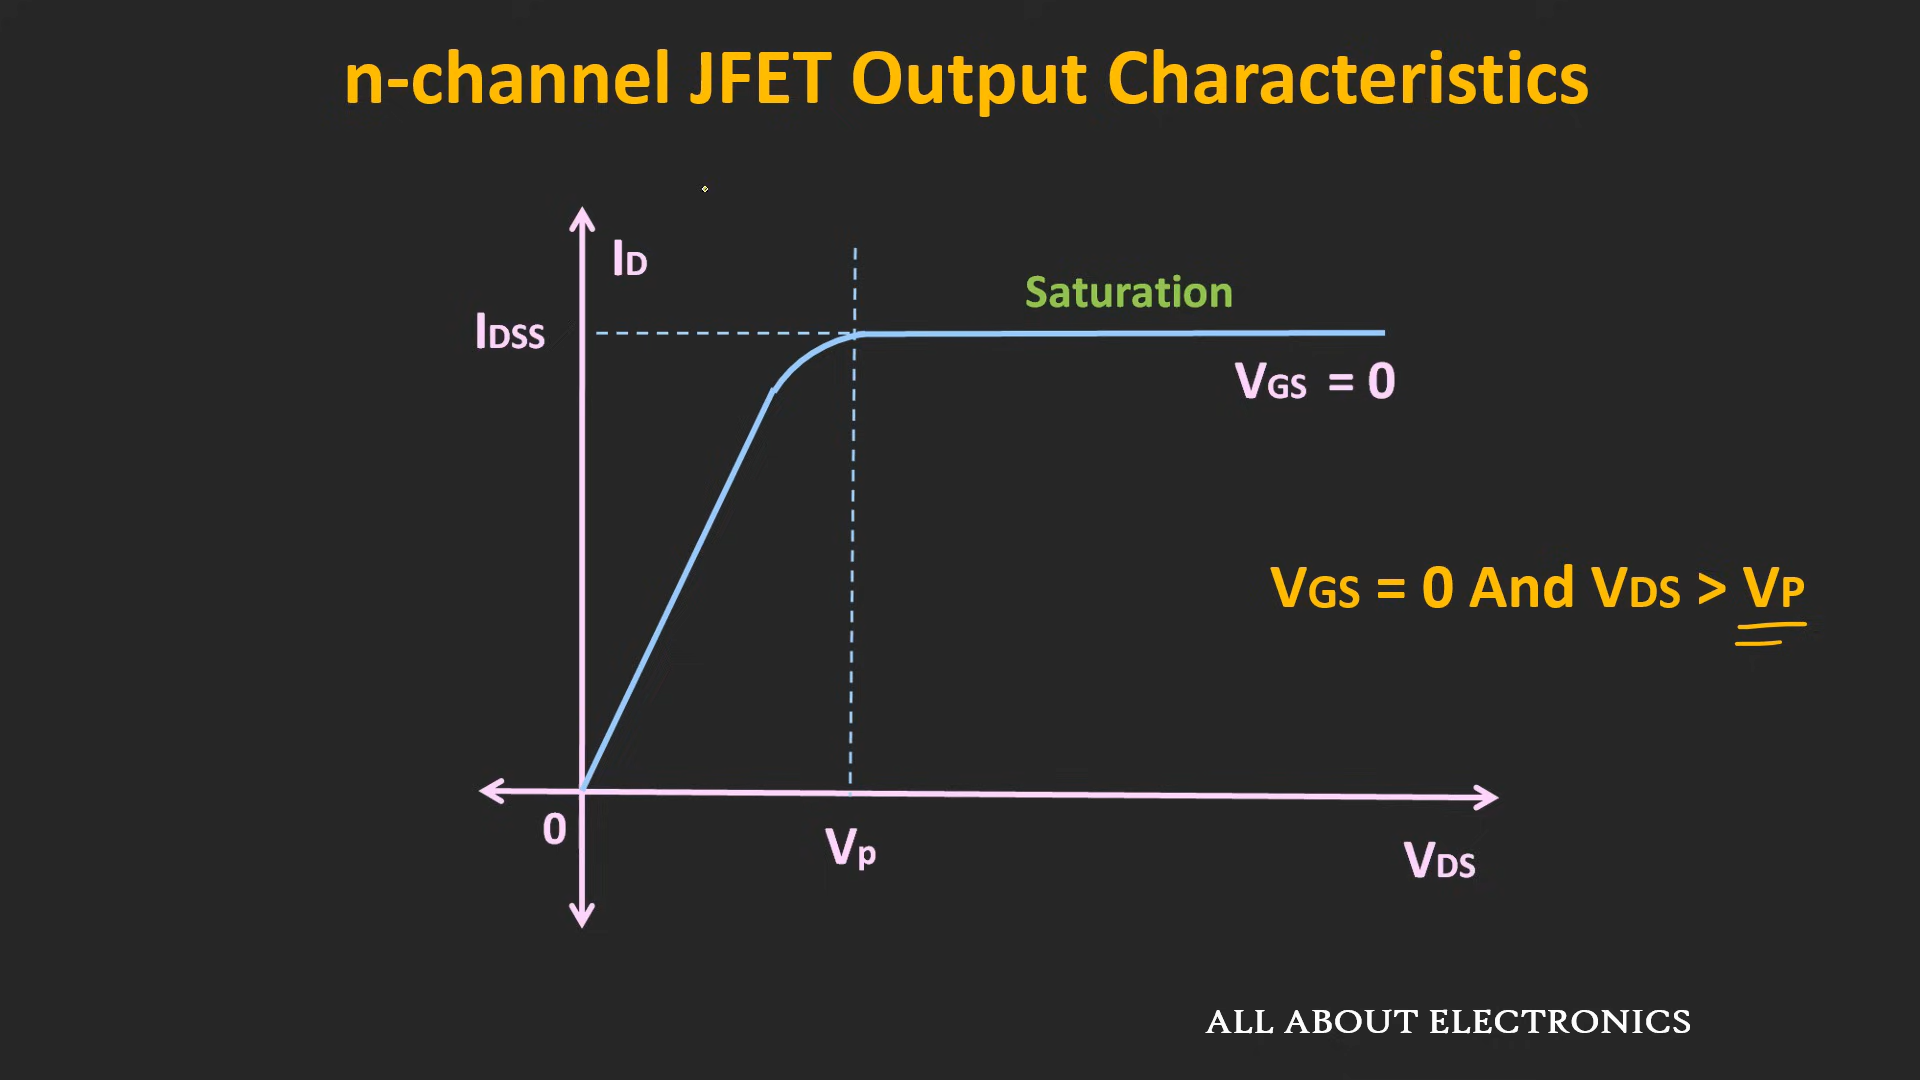 n-channel JFET Output Characteristics
ID
Saturation
IDSS
VGS = 0
VGS = 0 And VDS > VP
0
Vp
VDS
ALL ABOUT ELECTRONICS